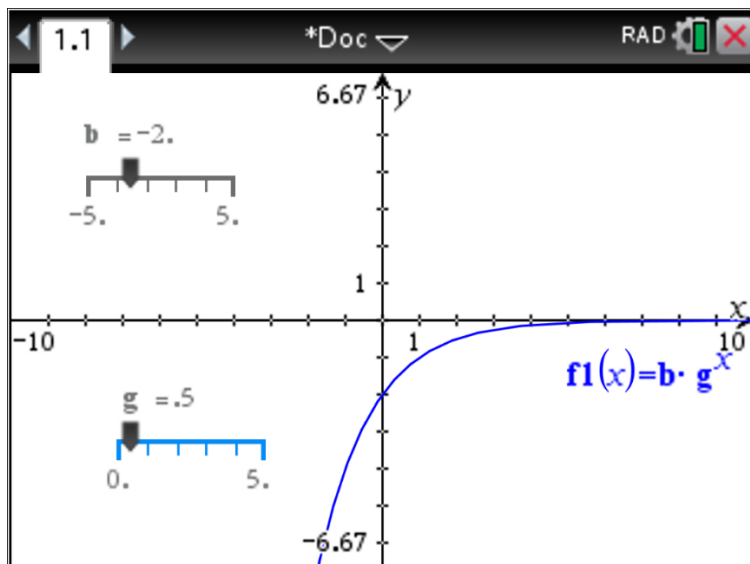 1.1 *Doc RAD
6.67 y
b =-2.
-5. 5.
1
x
-10 1 10
f1(x)=b· g^x
g =.5
0. 5.
-6.67